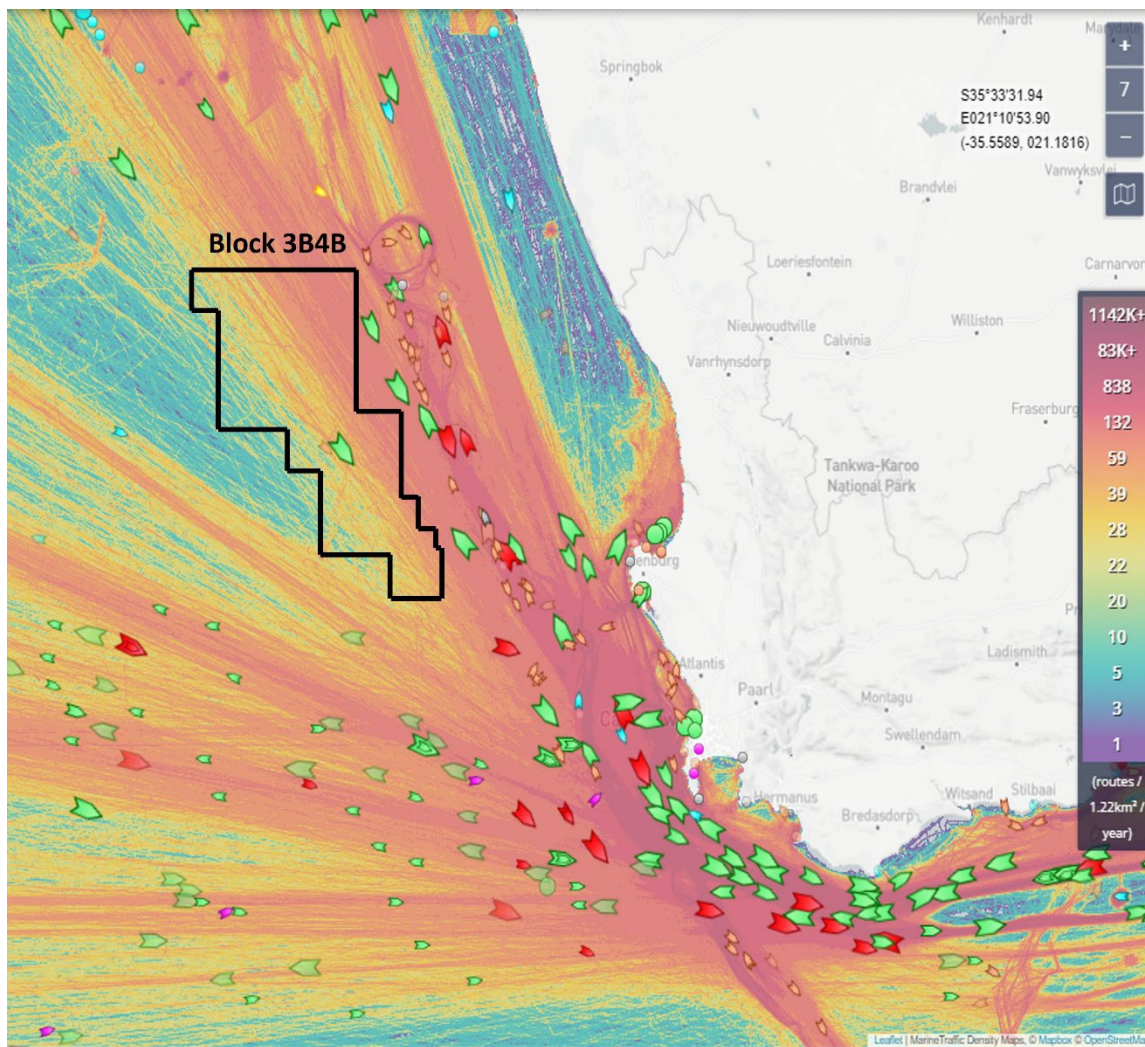 Kenhardt
Springbok
+
7
−
S35°33'31.94
E021°10'53.90
(-35.5589, 021.1816)
Vanwyksvlei
Brandvlei
Block 3B4B
Loeriesfontein
Carnarvon
1142K+
83K+
838
132
59
39
28
22
20
10
5
3
1
(routes /
1.22km² /
year)
Nieuwoudtville
Williston
Calvinia
Vanrhynsdorp
Fraserburg
Tankwa-Karoo
National Park
Ladismith
Atlantis
Paarl
Montagu
Swellendam
Hermanus
Witsand
Stilbaai
Bredasdorp
Leaflet | MarineTraffic Density Maps, © Mapbox © OpenStreetMa